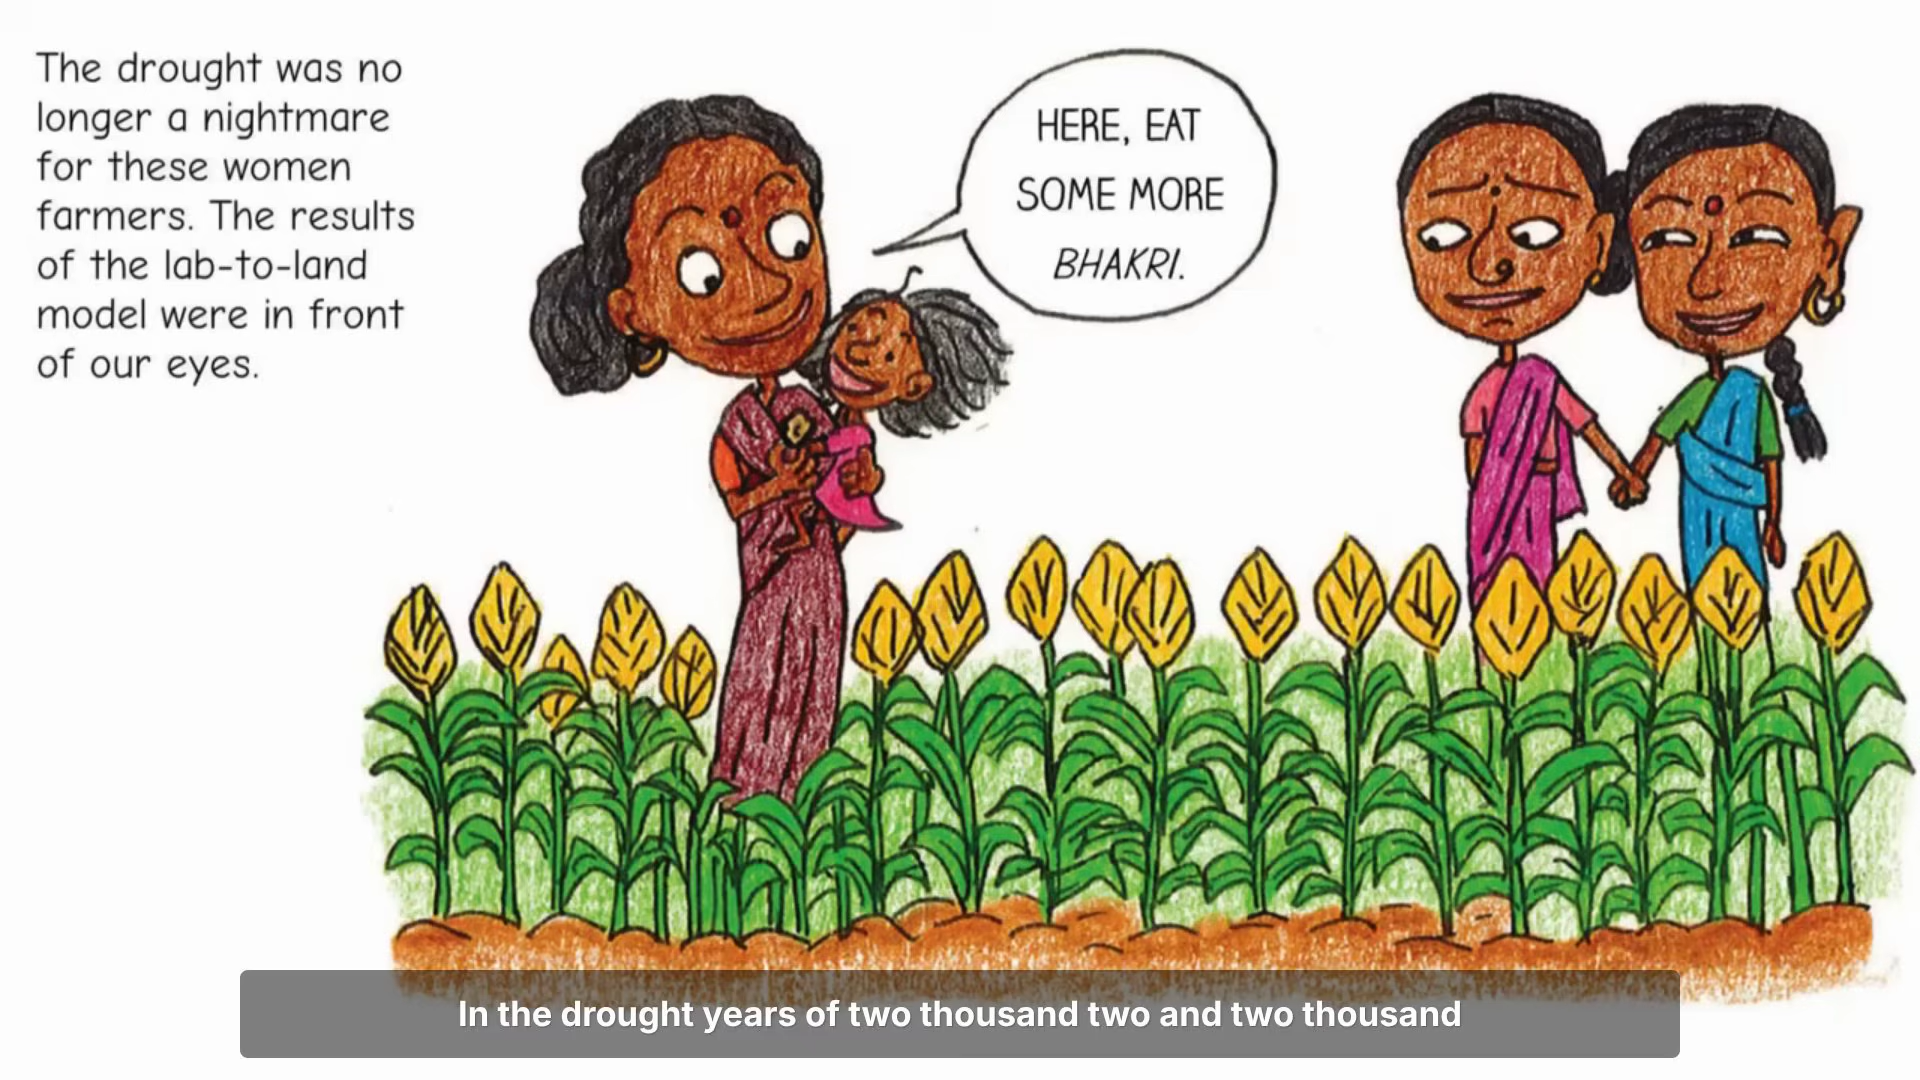 The drought was no
longer a nightmare
for these women
farmers. The results
of the lab-to-land
model were in front
of our eyes.
HERE, EAT
SOME MORE
BHAKRI.
In the drought years of two thousand two and two thousand